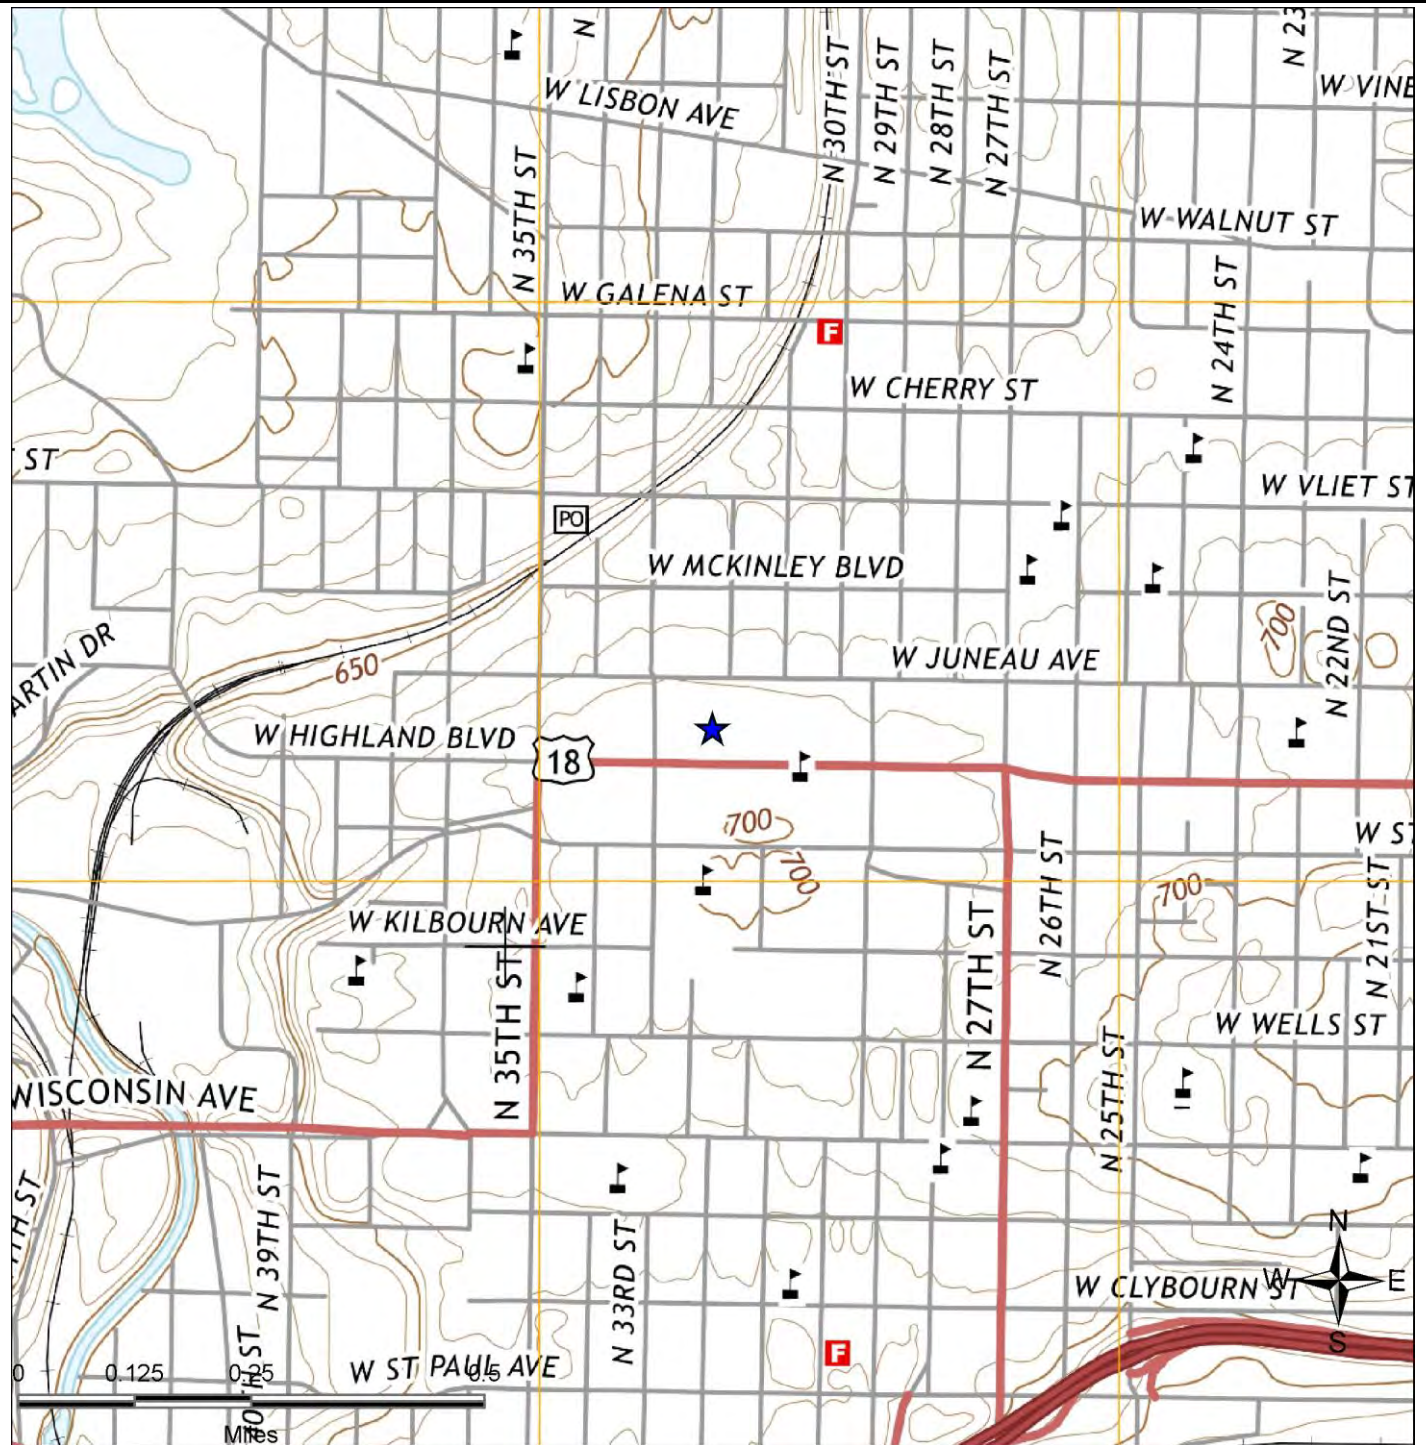 N
N 23
W VINE
W LISBON AVE
N 30TH ST
N 29TH ST
N 28TH ST
N 27TH ST
N 35TH ST
W WALNUT ST
W GALENA ST
N 24TH ST
F
W CHERRY ST
ST
W VLIET ST
PO
W MCKINLEY BLVD
700
N 22ND ST
ARTIN DR
650
W JUNEAU AVE
W HIGHLAND BLVD
18
700
700
W ST
N 26TH ST
700
N 21ST ST
W KILBOURN AVE
N 35TH ST
N 27TH ST
W WELLS ST
N 25TH ST
WISCONSIN AVE
TH ST
N 39TH ST
N 33RD ST
N
W CLYBOURN ST
W
E
S
F
W ST PAUL AVE
0 0.125 0.25 0.5
Miles